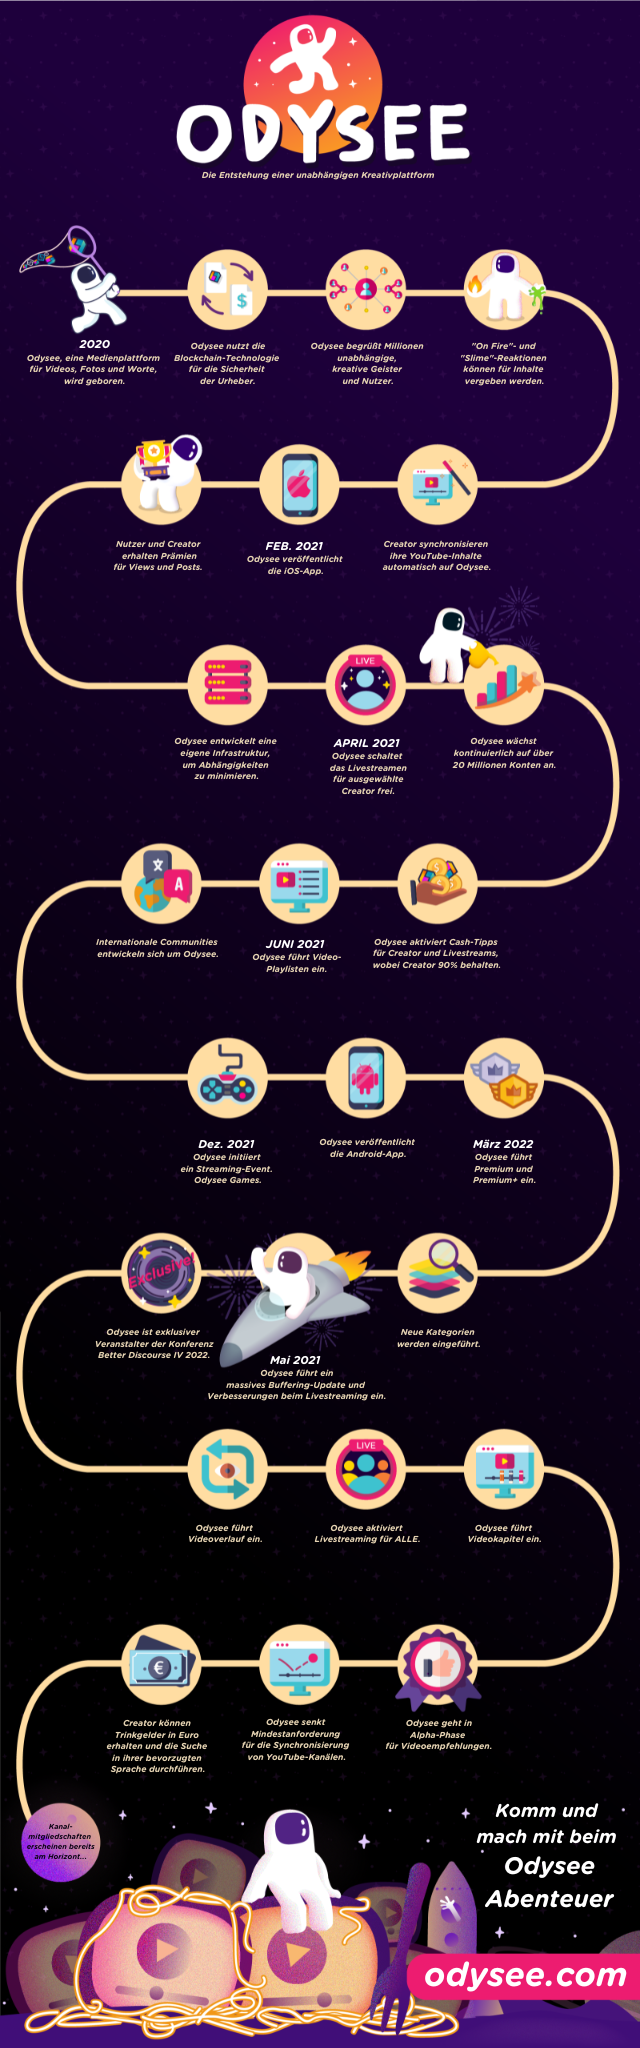 ODYSEE
Die Entstehung einer unabhängigen Kreativplattform
2020
Odysee, eine Medienplattform
für Videos, Fotos und Worte,
wird geboren.
$
Odysee nutzt die
Blockchain-Technologie
für die Sicherheit
der Urheber.
Odysee begrüßt Millionen
unabhängige,
kreative Geister
und Nutzer.
"On Fire"- und
"Slime"-Reaktionen
können für Inhalte
vergeben werden.
Creator synchronisieren
ihre YouTube-Inhalte
automatisch auf Odysee.
FEB. 2021
Odysee veröffentlicht
die iOS-App.
Nutzer und Creator
erhalten Prämien
für Views und Posts.
Odysee entwickelt eine
eigene Infrastruktur,
um Abhängigkeiten
zu minimieren.
LIVE
APRIL 2021
Odysee schaltet
das Livestreamen
für ausgewählte
Creator frei.
Odysee wächst
kontinuierlich auf über
20 Millionen Konten an.
Odysee aktiviert Cash-Tipps
für Creator und Livestreams,
wobei Creator 90% behalten.
JUNI 2021
Odysee führt Video-
Playlisten ein.
文
A
Internationale Communities
entwickeln sich um Odysee.
Dez. 2021
Odysee initiiert
ein Streaming-Event.
Odysee Games.
Odysee veröffentlicht
die Android-App.
März 2022
Odysee führt
Premium und
Premium+ ein.
Neue Kategorien
werden eingeführt.
Mai 2021
Odysee führt ein
massives Buffering-Update und
Verbesserungen beim Livestreaming ein.
Exclusive!
Odysee ist exklusiver
Veranstalter der Konferenz
Better Discourse IV 2022.
Odysee führt
Videoverlauf ein.
LIVE
Odysee aktiviert
Livestreaming für ALLE.
Odysee führt
Videokapitel ein.
Odysee geht in
Alpha-Phase
für Videoempfehlungen.
Odysee senkt
Mindestanforderung
für die Synchronisierung
von YouTube-Kanälen.
€
Creator können
Trinkgelder in Euro
erhalten und die Suche
in ihrer bevorzugten
Sprache durchführen.
Kanal-
mitgliedschaften
erscheinen bereits
am Horizont...
Komm und
mach mit beim
Odysee
Abenteuer
odysee.com